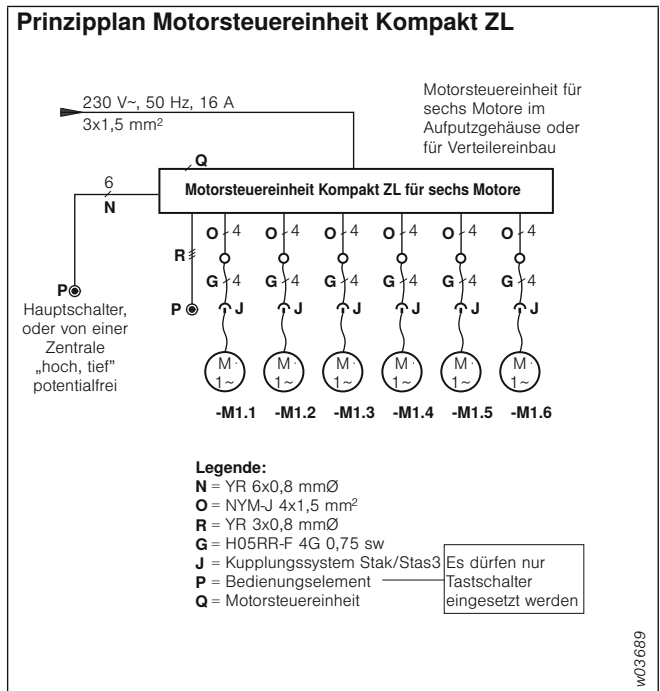 Prinzipplan Motorsteuereinheit Kompakt ZL
230 V~, 50 Hz, 16 A
3x1,5 mm²
Motorsteuereinheit für
sechs Motore im
Aufputzgehäuse oder
für Verteilereinbau
Q
6
N
Motorsteuereinheit Kompakt ZL für sechs Motore
O 4 O 4 O 4 O 4 O 4 O 4
R
G 4 G 4 G 4 G 4 G 4 G 4
P
P J J J J J J
Hauptschalter,
oder von einer
Zentrale
„hoch, tief”
potentialfrei
M M M M M M
1~ 1~ 1~ 1~ 1~ 1~
-M1.1 -M1.2 -M1.3 -M1.4 -M1.5 -M1.6
Legende:
N = YR 6x0,8 mmØ
O = NYM-J 4x1,5 mm²
R = YR 3x0,8 mmØ
G = H05RR-F 4G 0,75 sw
J = Kupplungssystem Stak/Stas3
P = Bedienungselement
Q = Motorsteuereinheit
Es dürfen nur
Tastschalter
eingesetzt werden
w03689